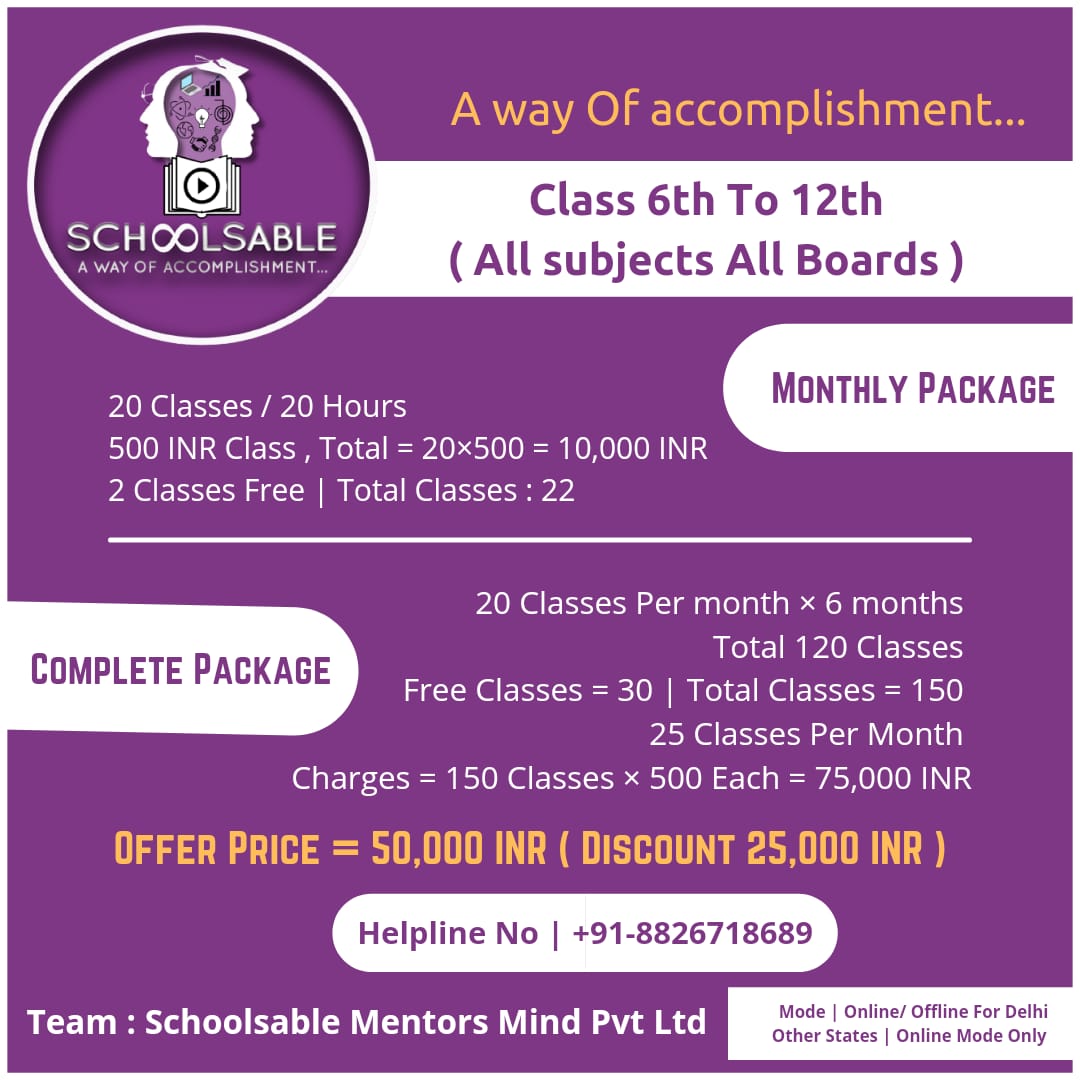 SCHOOLSABLE
A WAY OF ACCOMPLISHMENT...
A way Of accomplishment...
Class 6th To 12th
( All subjects All Boards )
Monthly Package
20 Classes / 20 Hours
500 INR Class , Total = 20×500 = 10,000 INR
2 Classes Free | Total Classes : 22
Complete Package
20 Classes Per month × 6 months
Total 120 Classes
Free Classes = 30 | Total Classes = 150
25 Classes Per Month
Charges = 150 Classes × 500 Each = 75,000 INR
Offer Price = 50,000 INR ( Discount 25,000 INR )
Helpline No | +91-8826718689
Team : Schoolsable Mentors Mind Pvt Ltd
Mode | Online/ Offline For Delhi
Other States | Online Mode Only